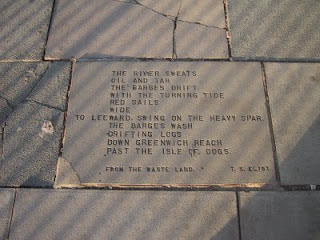 THE RIVER SWEATS
OIL AND TAR
THE BARGES DRIFT
WITH THE TURNING TIDE
RED SAILS
WIDE
TO LEEWARD, SWING ON THE HEAVY SPAR.
THE BARGES WASH
DRIFTING LOGS
DOWN GREENWICH REACH
PAST THE ISLE OF DOGS.
FROM THE WASTE LAND. T. S. ELIOT.